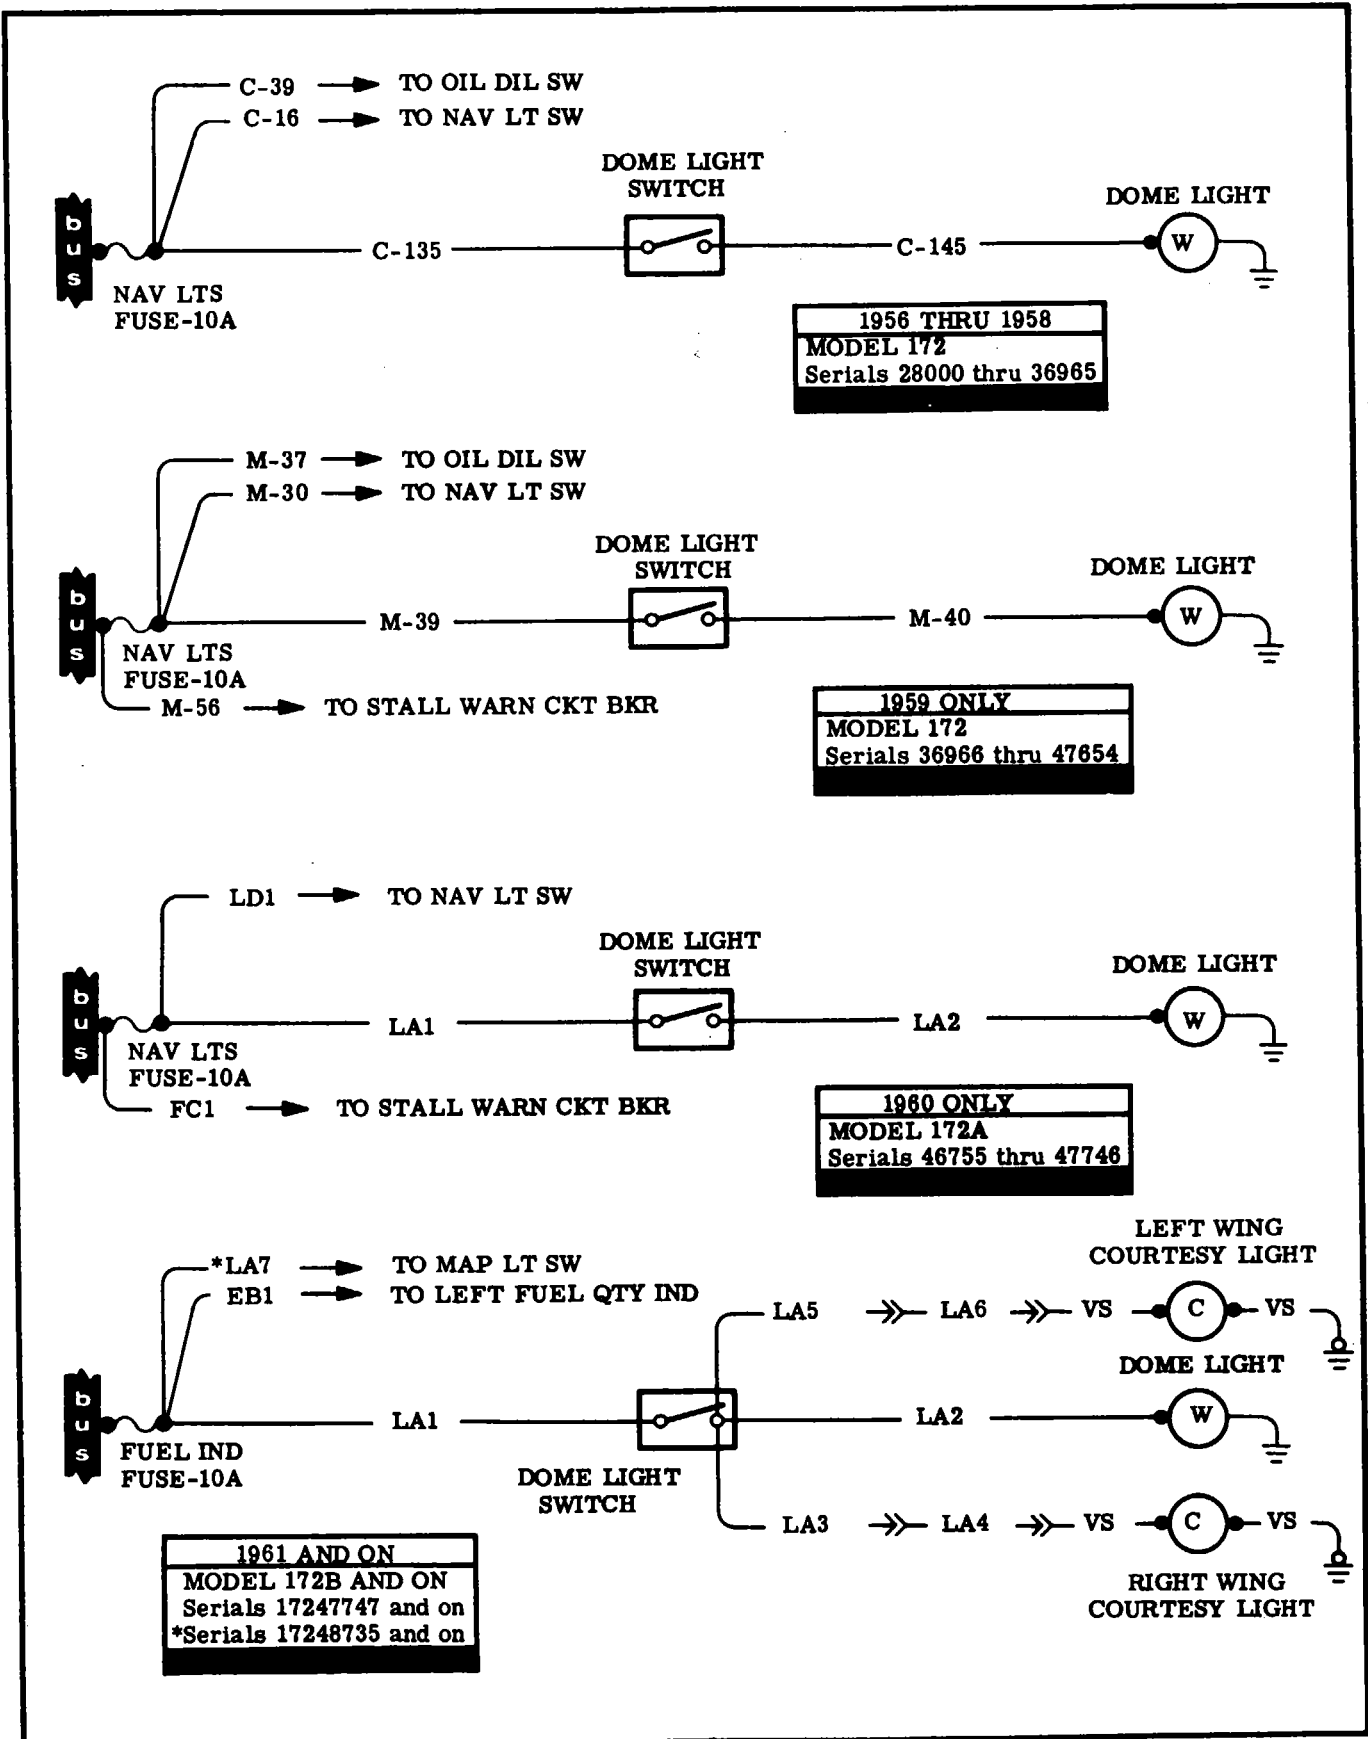 C-39 TO OIL DIL SW
C-16 TO NAV LT SW
DOME LIGHT
SWITCH
DOME LIGHT
bus
C-135
C-145
W
NAV LTS
FUSE-10A
1956 THRU 1958
MODEL 172
Serials 28000 thru 36965
M-37 TO OIL DIL SW
M-30 TO NAV LT SW
DOME LIGHT
SWITCH
DOME LIGHT
bus
M-39
M-40
W
NAV LTS
FUSE-10A
M-56 TO STALL WARN CKT BKR
1959 ONLY
MODEL 172
Serials 36966 thru 47654
LD1 TO NAV LT SW
DOME LIGHT
SWITCH
DOME LIGHT
bus
LA1
LA2
W
NAV LTS
FUSE-10A
FC1 TO STALL WARN CKT BKR
1960 ONLY
MODEL 172A
Serials 46755 thru 47746
LEFT WING
COURTESY LIGHT
*LA7 TO MAP LT SW
EB1 TO LEFT FUEL QTY IND
LA5 LA6 VS C VS
DOME LIGHT
bus
LA1
LA2
W
FUEL IND
FUSE-10A
DOME LIGHT
SWITCH
LA3 LA4 VS C VS
RIGHT WING
COURTESY LIGHT
1961 AND ON
MODEL 172B AND ON
Serials 17247747 and on
*Serials 17248735 and on